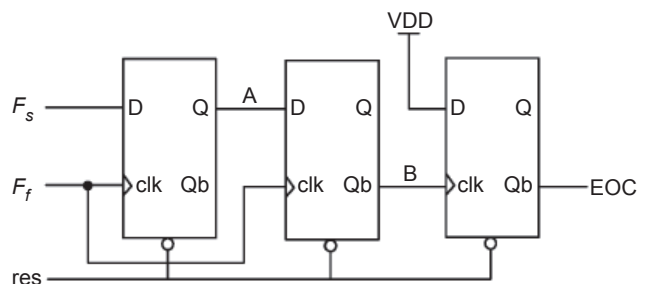 VDD
F_s D Q A D Q D Q
F_f clk Qb clk Qb B clk Qb EOC
res